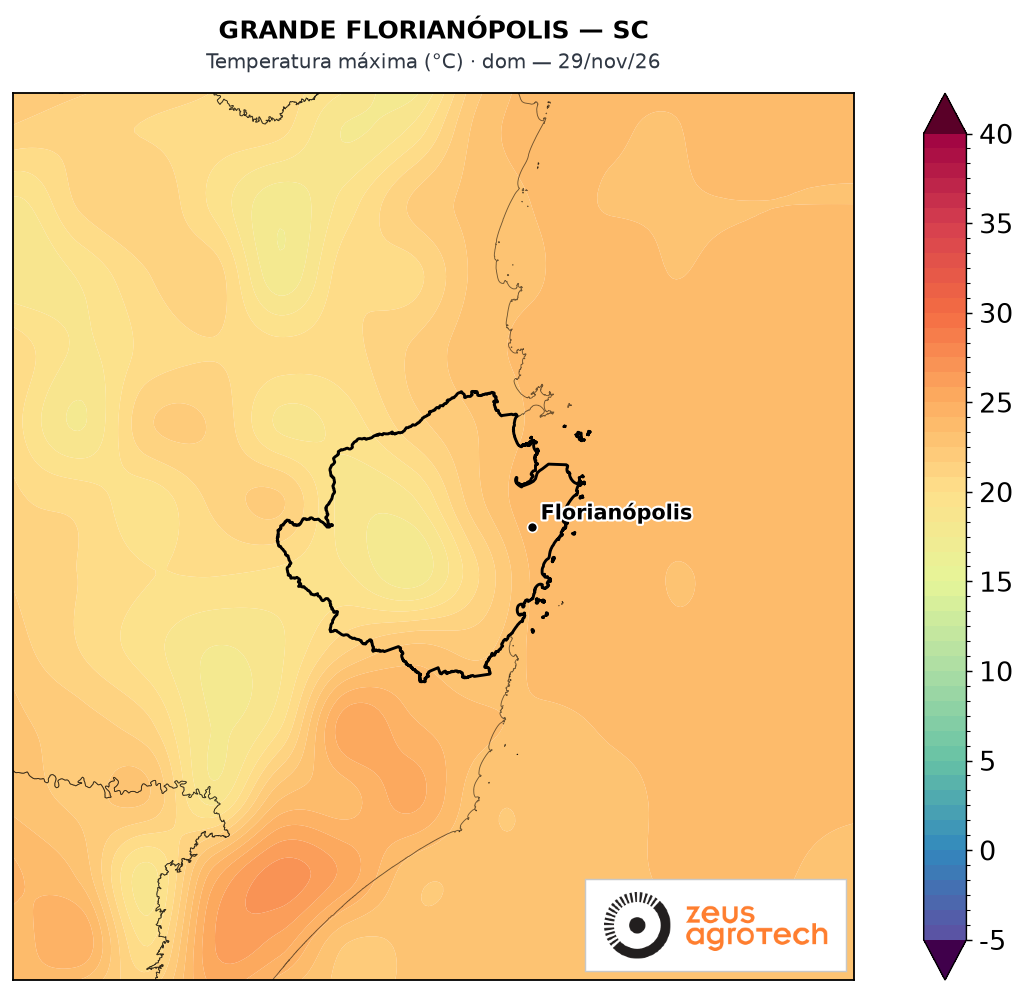 GRANDE FLORIANÓPOLIS — SC
Temperatura máxima (°C) · dom — 29/nov/26
40
35
30
25
20
15
10
5
0
-5
Florianópolis
zeus
agrotech